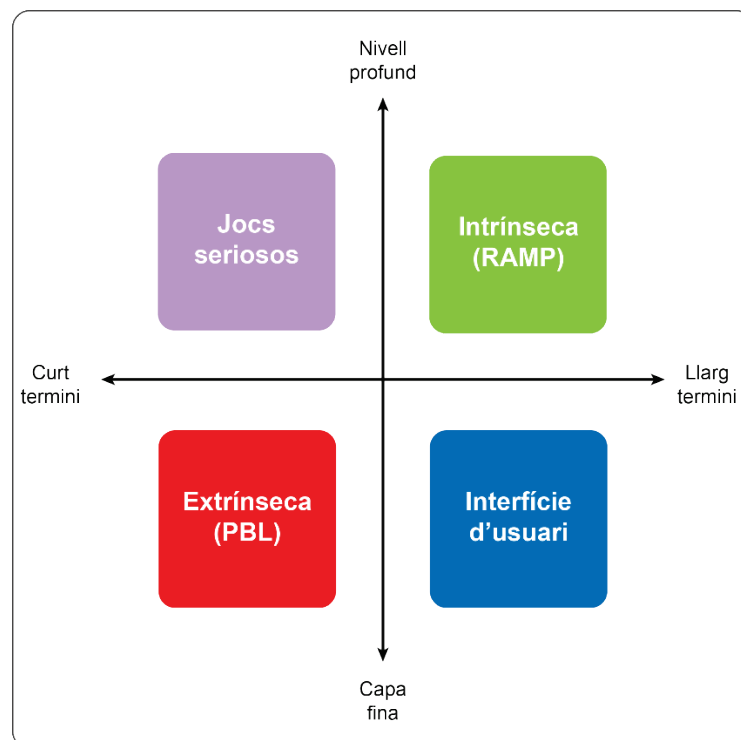 Nivell
profund
Jocs
seriosos
Intrínseca
(RAMP)
Curt
termini
Llarg
termini
Extrínseca
(PBL)
Interfície
d’usuari
Capa
fina